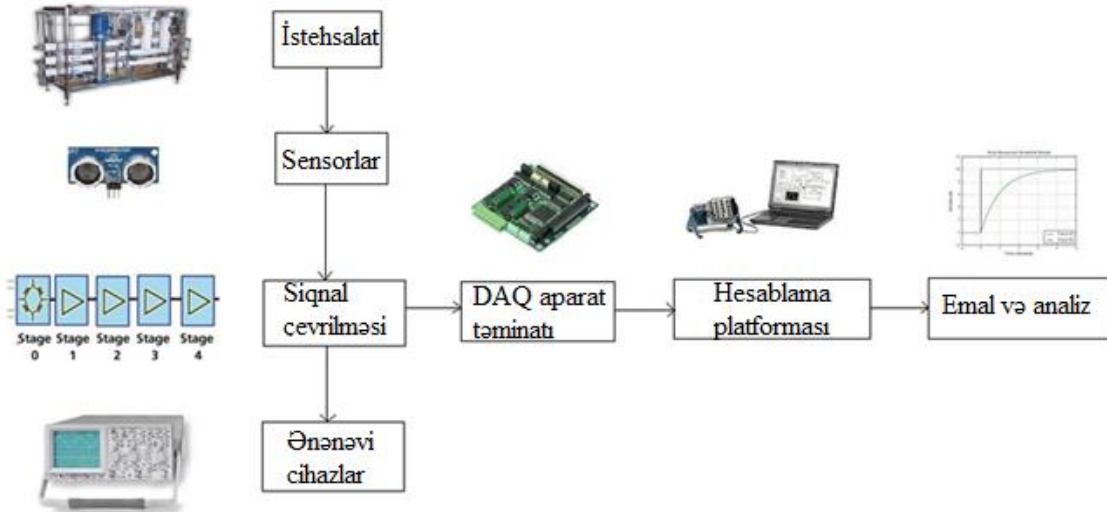 İstehsalat
Sensorlar
Siqnal
çevrilməsi
DAQ aparat
təminatı
Hesablama
platforması
Emal və analiz
Stage Stage Stage Stage Stage
0 1 2 3 4
Ənənəvi
cihazlar